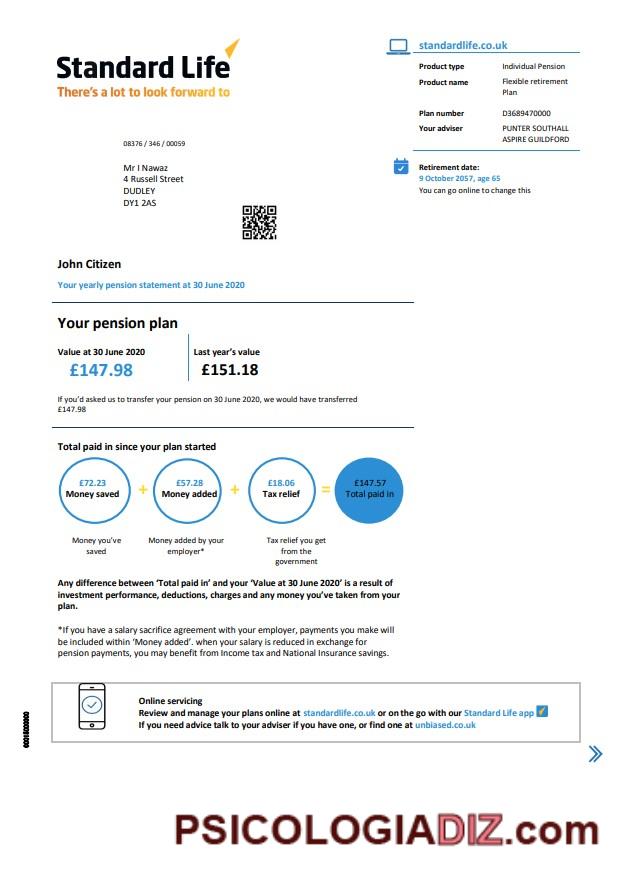 Standard Life
There's a lot to look forward to
standardlife.co.uk
Product type Individual Pension
Product name Flexible retirement
Plan
Plan number D3689470000
Your adviser PUNTER SOUTHALL
ASPIRE GUILDFORD
08376 / 346 / 00059
Mr I Nawaz
4 Russell Street
DUDLEY
DY1 2AS
Retirement date:
9 October 2057, age 65
You can go online to change this
John Citizen
Your yearly pension statement at 30 June 2020
Your pension plan
Value at 30 June 2020 Last year's value
£147.98 £151.18
If you'd asked us to transfer your pension on 30 June 2020, we would have transferred
£147.98
Total paid in since your plan started
£72.23 + £57.28 + £18.06 = £147.57
Money saved Money added Tax relief Total paid in
Money you've Money added by your Tax relief you get
saved employer* from the
government
Any difference between 'Total paid in' and your 'Value at 30 June 2020' is a result of
investment performance, deductions, charges and any money you've taken from your
plan.
*If you have a salary sacrifice agreement with your employer, payments you make will
be included within 'Money added'. when your salary is reduced in exchange for
pension payments, you may benefit from Income tax and National Insurance savings.
Online servicing
Review and manage your plans online at standardlife.co.uk or on the go with our Standard Life app
If you need advice talk to your adviser if you have one, or find one at unbiased.co.uk
PSICOLOGIADIZ.com